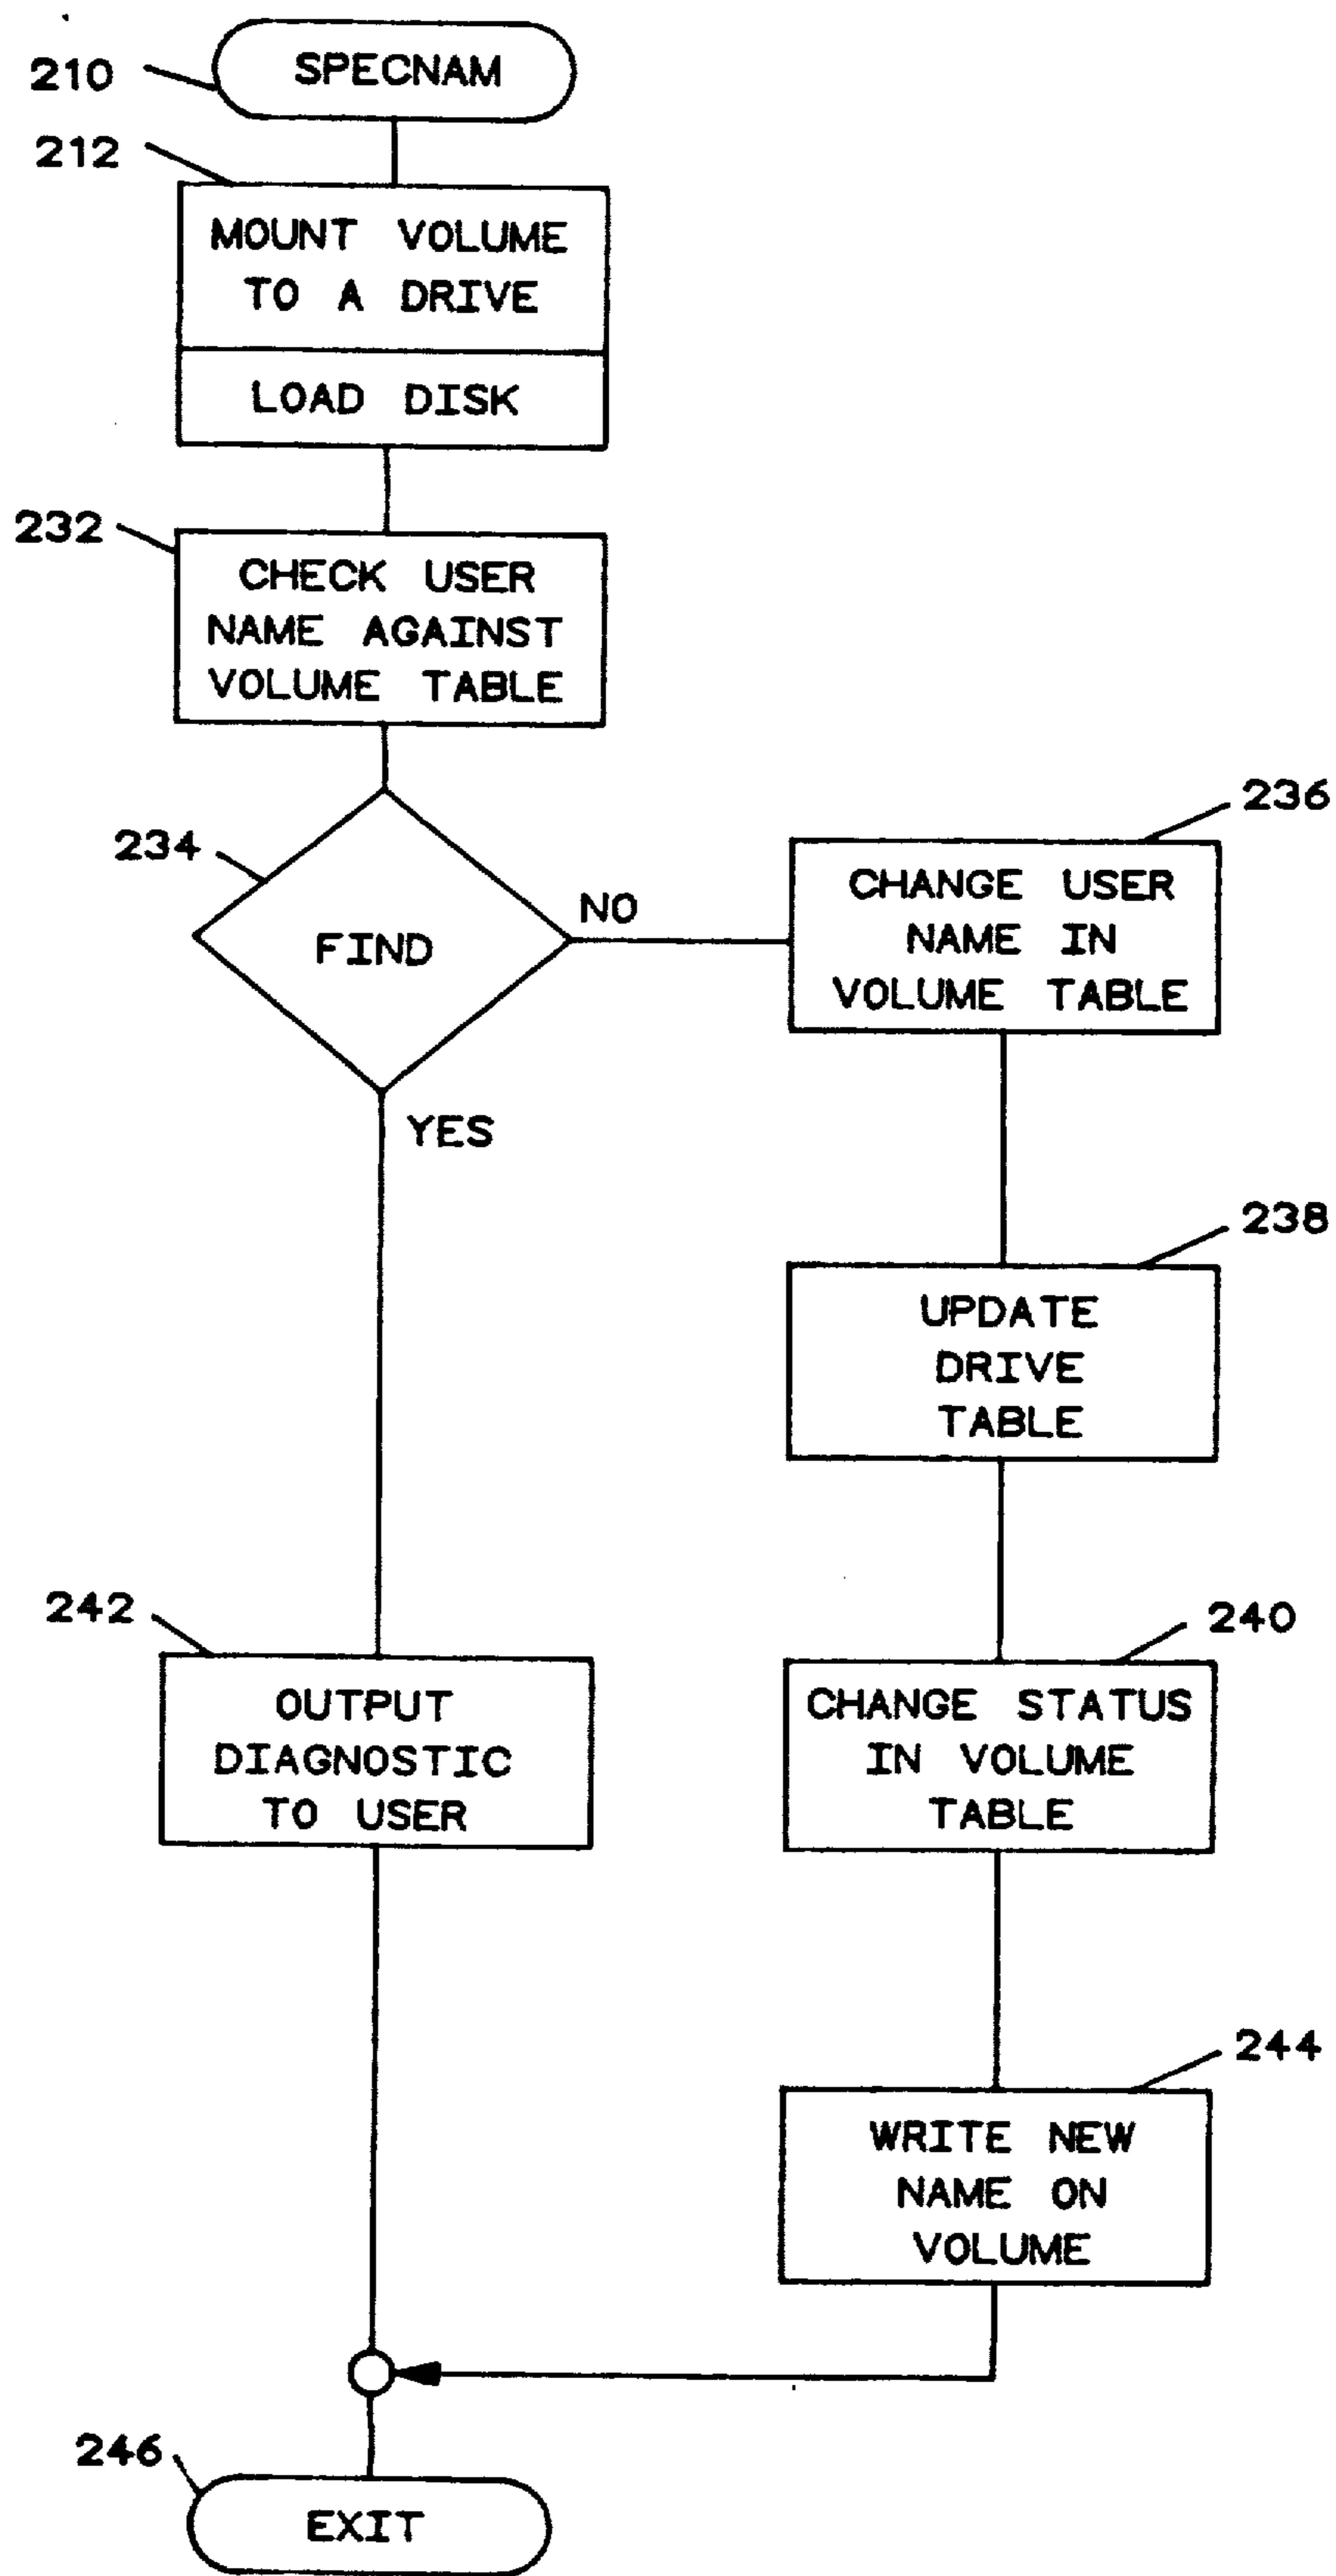 210
SPECNAM
212
MOUNT VOLUME
TO A DRIVE
LOAD DISK
232
CHECK USER
NAME AGAINST
VOLUME TABLE
234
FIND
NO
YES
236
CHANGE USER
NAME IN
VOLUME TABLE
238
UPDATE
DRIVE
TABLE
242
OUTPUT
DIAGNOSTIC
TO USER
240
CHANGE STATUS
IN VOLUME
TABLE
244
WRITE NEW
NAME ON
VOLUME
246
EXIT